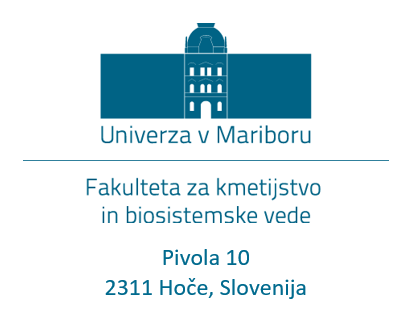 Univerza v Mariboru
Fakulteta za kmetijstvo
in biosistemske vede
Pivola 10
2311 Hoče, Slovenija